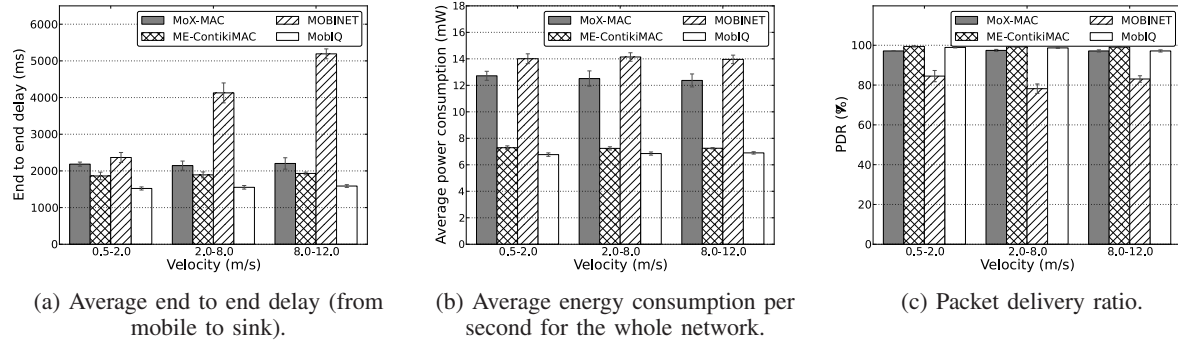 MoX-MAC
ME-ContikiMAC
MOBINET
MobIQ
End to end delay (ms)
6000
5000
4000
3000
2000
1000
0
0.5-2.0 2.0-8.0 8.0-12.0
Velocity (m/s)
(a) Average end to end delay (from
mobile to sink).
MoX-MAC
ME-ContikiMAC
MOBINET
MobIQ
Average power consumption (mW)
18
16
14
12
10
8
6
4
2
0
0.5-2.0 2.0-8.0 8.0-12.0
Velocity (m/s)
(b) Average energy consumption per
second for the whole network.
MoX-MAC
ME-ContikiMAC
MOBINET
MobIQ
PDR (%)
100
80
60
40
20
0
0.5-2.0 2.0-8.0 8.0-12.0
Velocity (m/s)
(c) Packet delivery ratio.